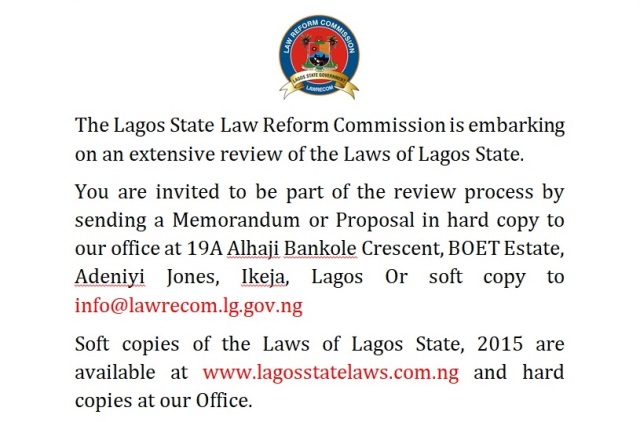 LAW REFORM COMMISSION
LAGOS STATE GOVERNMENT
LAWRECOM
The Lagos State Law Reform Commission is embarking
on an extensive review of the Laws of Lagos State.
You are invited to be part of the review process by
sending a Memorandum or Proposal in hard copy to
our office at 19A Alhaji Bankole Crescent, BOET Estate,
Adeniyi Jones, Ikeja, Lagos Or soft copy to
info@lawrecom.lg.gov.ng
Soft copies of the Laws of Lagos State, 2015 are
available at www.lagosstatelaws.com.ng and hard
copies at our Office.